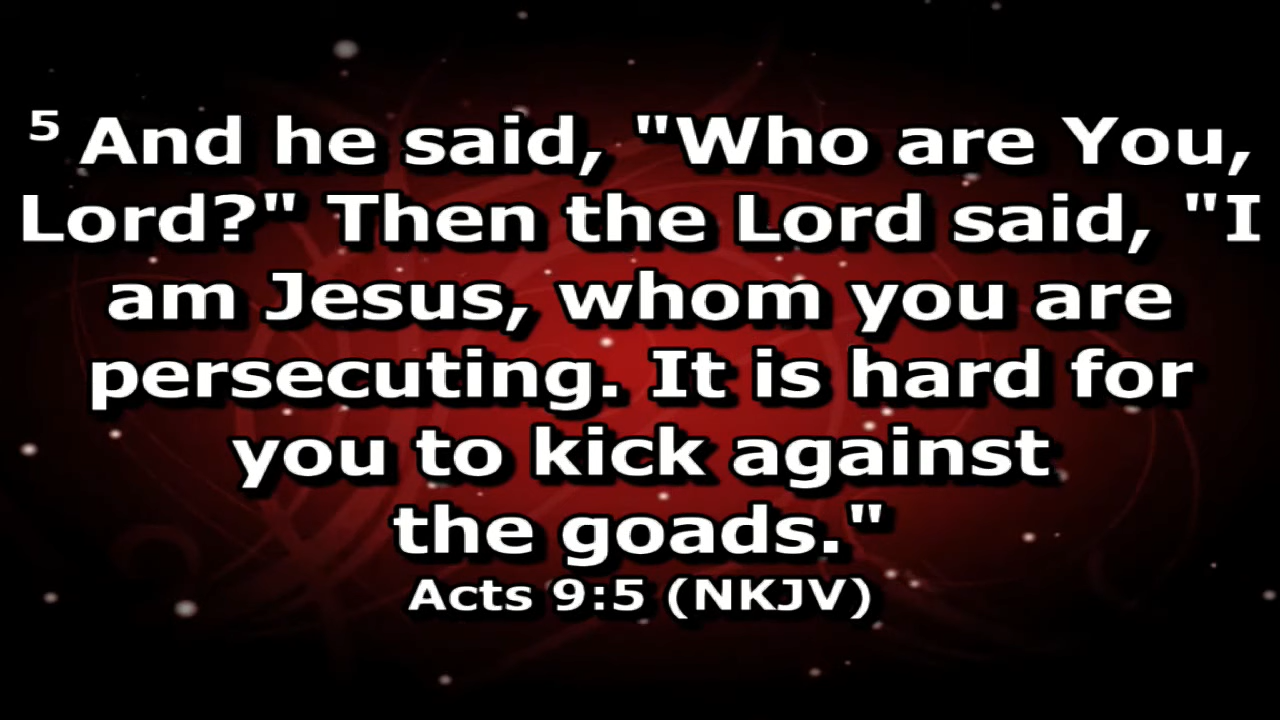 5 And he said, "Who are You,
Lord?" Then the Lord said, "I
am Jesus, whom you are
persecuting. It is hard for
you to kick against
the goads."
Acts 9:5 (NKJV)